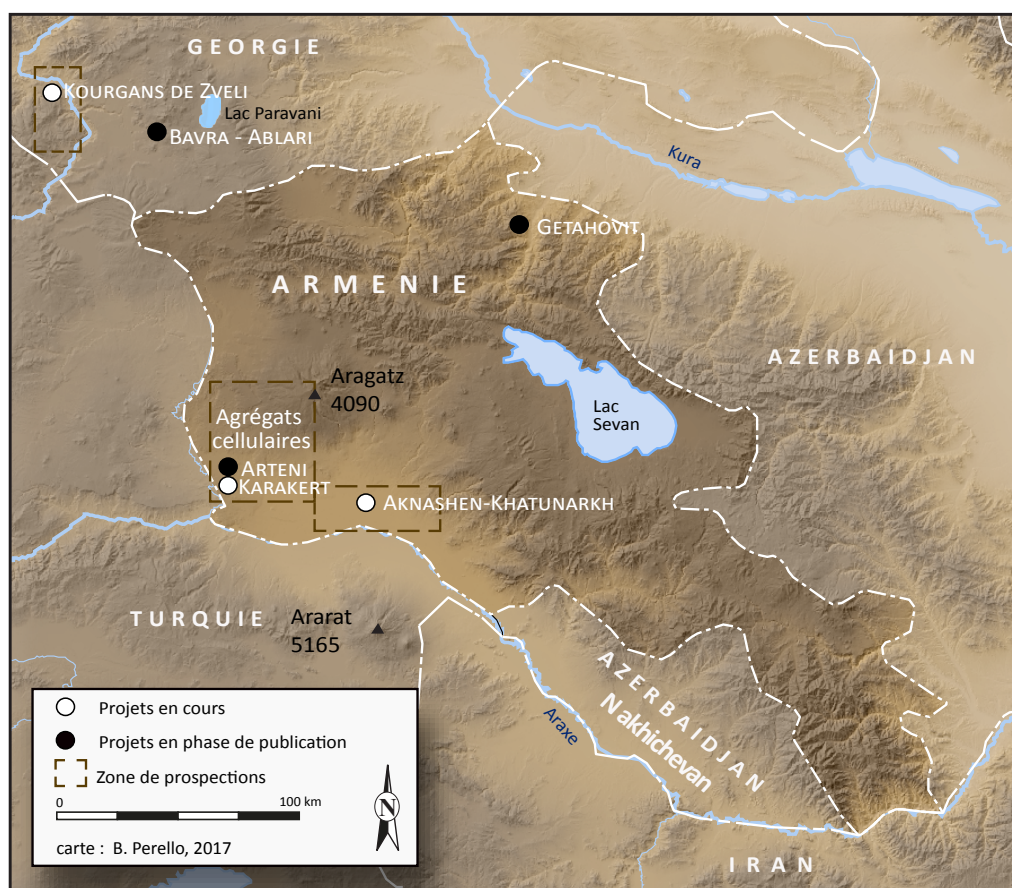 GEORGIE
KOURGANS DE ZVELI
Lac Paravani
BAVRA - ABLARI
Kura
GETAHOVIT
ARMENIE
AZERBAIDJAN
Aragatz
4090
Lac
Sevan
Agrégats
cellulaires
ARTENI
KARAKERT
AKNASHEN-KHATUNARKH
TURQUIE
Ararat
5165
AZERBAIDJAN
Nakhichevan
Araxe
Projets en cours
Projets en phase de publication
Zone de prospections
0 100 km
N
carte : B. Perello, 2017
IRAN